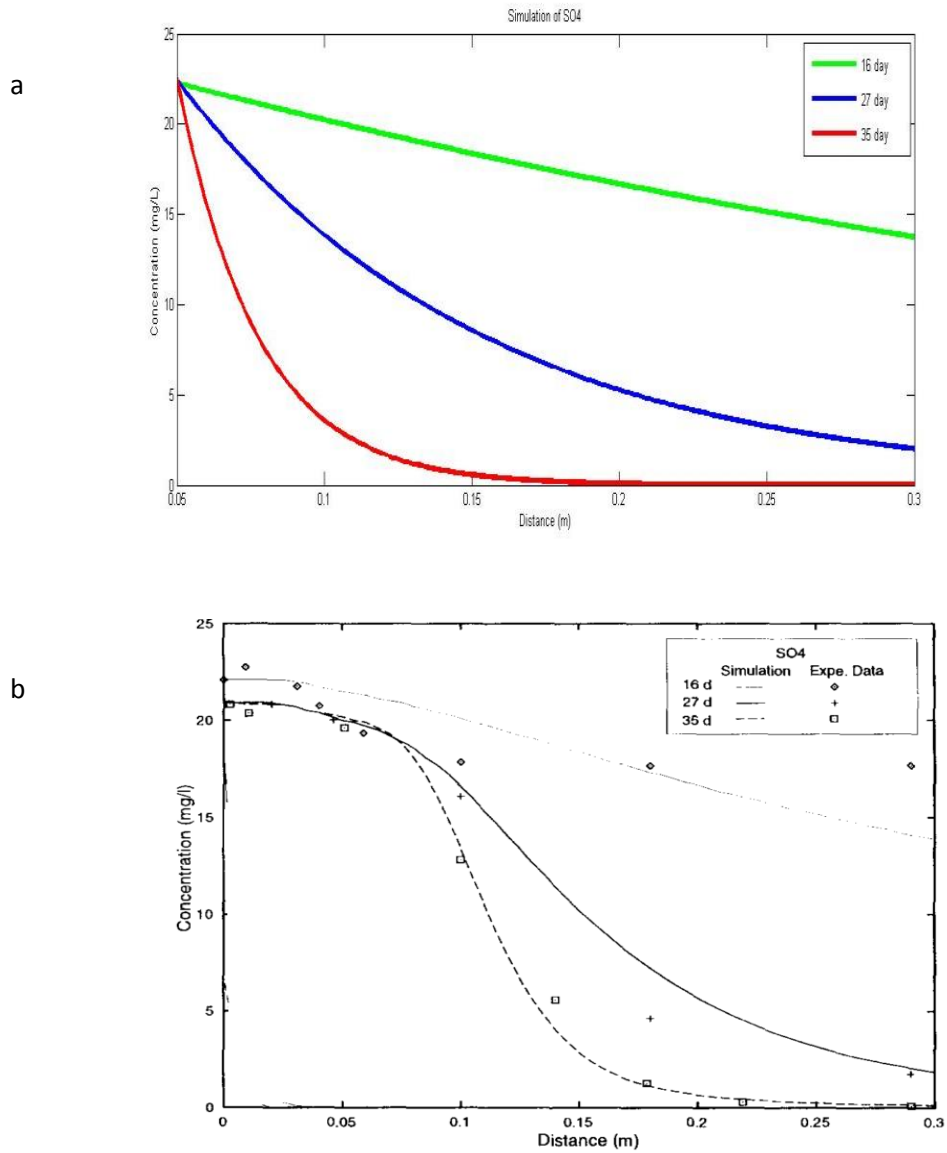 a
Simulation of SO4
25
20
15
10
5
0
Concentration (mg/L)
16 day
27 day
35 day
0.05 0.1 0.15 0.2 0.25 0.3
Distance (m)
b
25
20
15
10
5
0
Concentration (mg/l)
SO4
Simulation Expe. Data
16 d
27 d
35 d
0 0.05 0.1 0.15 0.2 0.25 0.3
Distance (m)